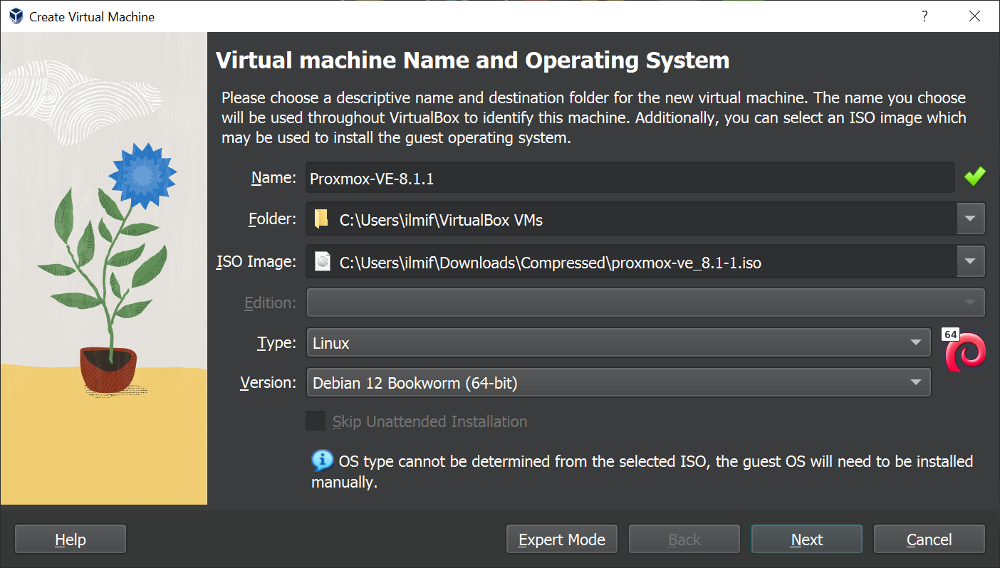 Create Virtual Machine
?
Virtual machine Name and Operating System
Please choose a descriptive name and destination folder for the new virtual machine. The name you choose
will be used throughout VirtualBox to identify this machine. Additionally, you can select an ISO image which
may be used to install the guest operating system.
Name: Proxmox-VE-8.1.1
Folder: C:\Users\ilmif\VirtualBox VMs
ISO Image: C:\Users\ilmif\Downloads\Compressed\proxmox-ve_8.1-1.iso
Edition:
Type: Linux 64
Version: Debian 12 Bookworm (64-bit)
Skip Unattended Installation
OS type cannot be determined from the selected ISO, the guest OS will need to be installed
manually.
Help Expert Mode Back Next Cancel